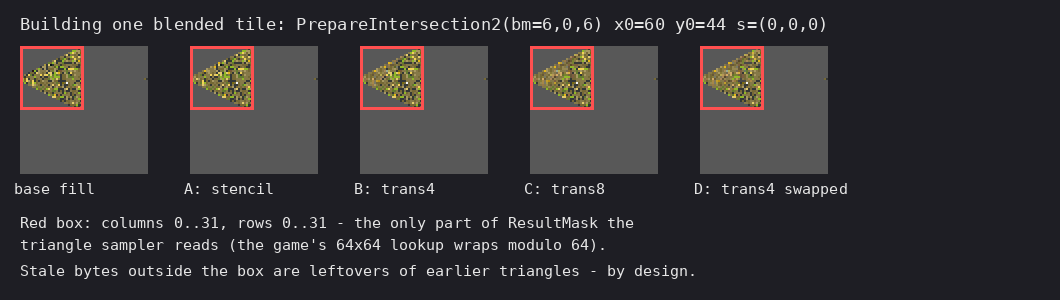 Building one blended tile: PrepareIntersection2(bm=6,0,6) x0=60 y0=44 s=(0,0,0)
base fill
A: stencil
B: trans4
C: trans8
D: trans4 swapped
Red box: columns 0..31, rows 0..31 - the only part of ResultMask the
triangle sampler reads (the game's 64x64 lookup wraps modulo 64).
Stale bytes outside the box are leftovers of earlier triangles - by design.